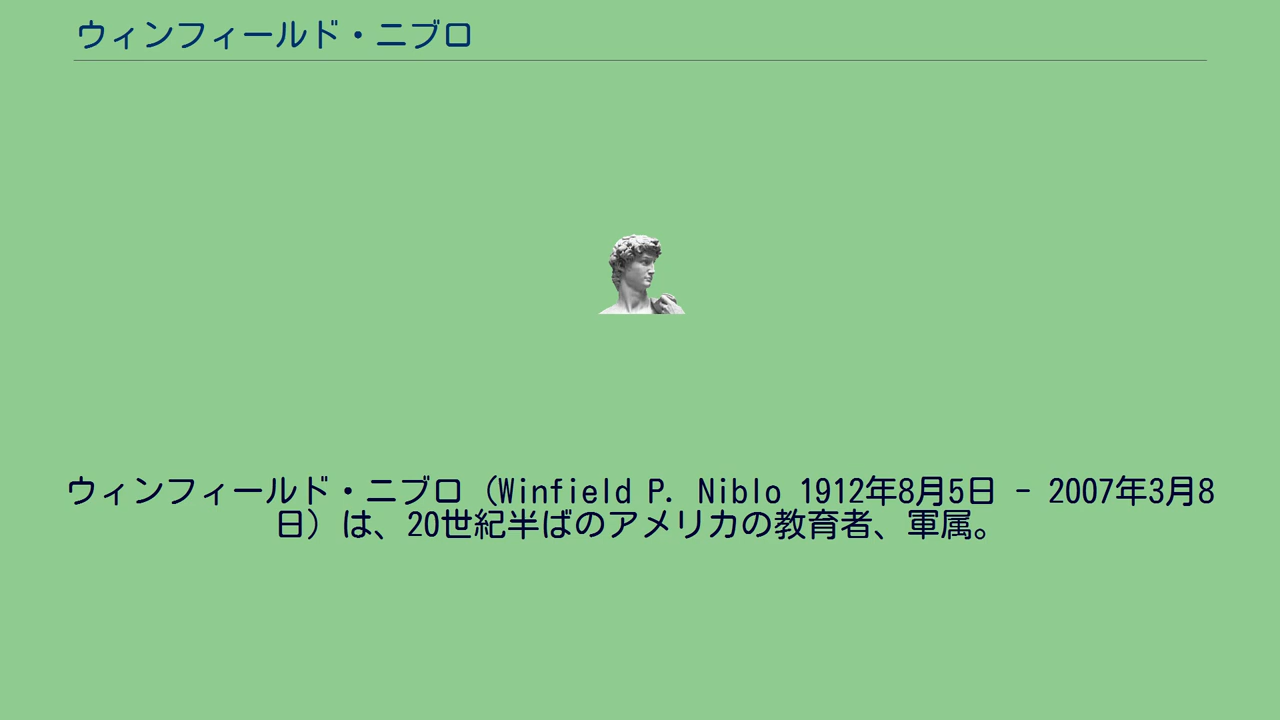 ウィンフィールド・ニブロ
ウィンフィールド・ニブロ（Winfield P. Niblo 1912年8月5日 - 2007年3月8
日）は、20世紀半ばのアメリカの教育者、軍属。